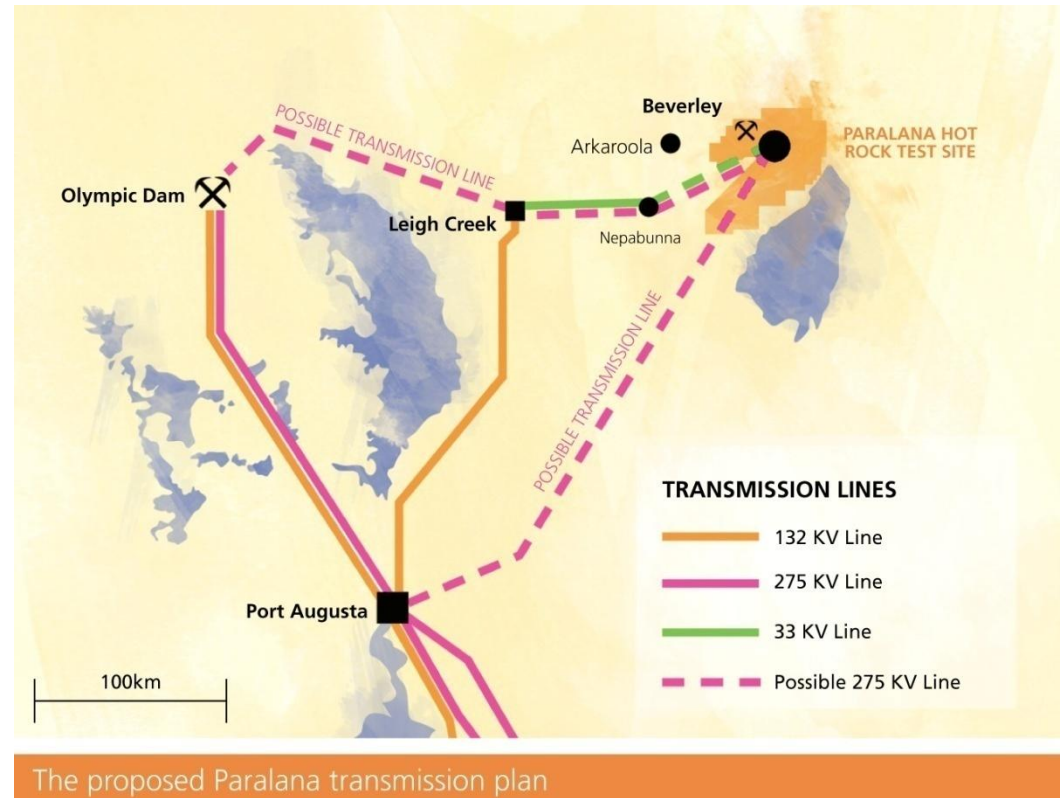 POSSIBLE TRANSMISSION LINE
Beverley
Arkaroola
PARALANA HOT
ROCK TEST SITE
Olympic Dam
Leigh Creek
Nepabunna
POSSIBLE TRANSMISSION LINE
TRANSMISSION LINES
132 KV Line
275 KV Line
33 KV Line
Possible 275 KV Line
Port Augusta
100km
The proposed Paralana transmission plan